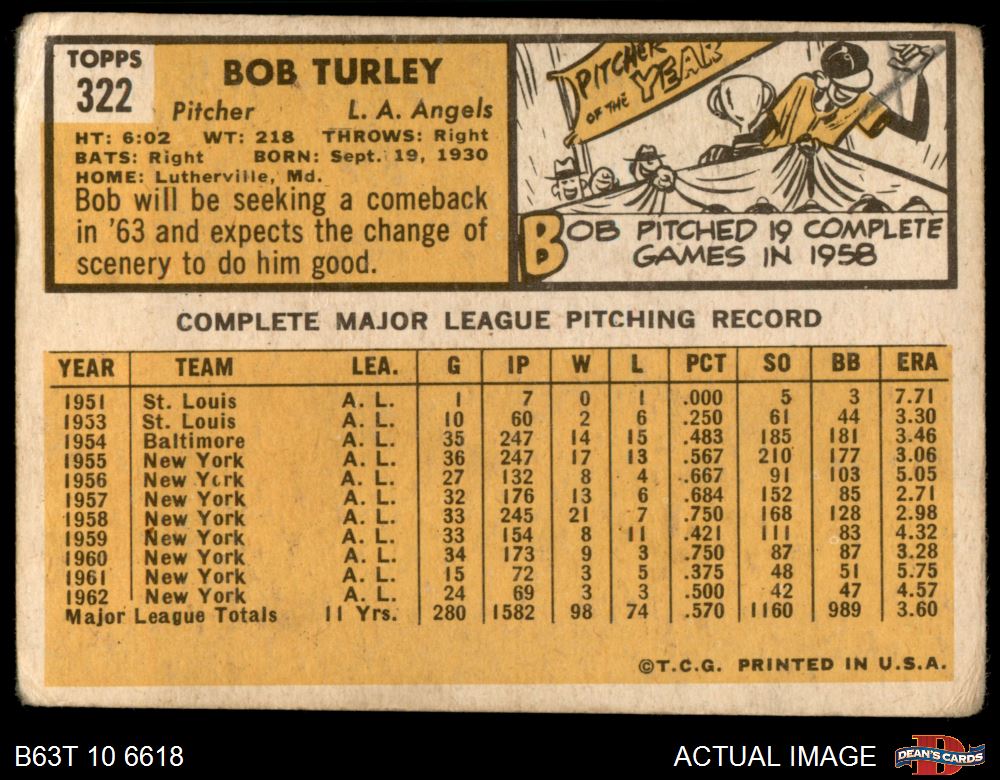 TOPPS
322
BOB TURLEY
Pitcher L. A. Angels
HT: 6:02 WT: 218 THROWS: Right
BATS: Right BORN: Sept. 19, 1930
HOME: Lutherville, Md.
Bob will be seeking a comeback
in '63 and expects the change of
scenery to do him good.
PITCHER
OF THE YEAR
BOB PITCHED 19 COMPLETE
GAMES IN 1958
COMPLETE MAJOR LEAGUE PITCHING RECORD
YEAR TEAM LEA. G IP W L PCT SO BB ERA
1951 St. Louis A. L. 1 7 0 1 .000 5 3 7.71
1953 St. Louis A. L. 10 60 2 6 .250 61 44 3.30
1954 Baltimore A. L. 35 247 14 15 .483 185 181 3.46
1955 New York A. L. 36 247 17 13 .567 210 177 3.06
1956 New York A. L. 27 132 8 4 .667 91 103 5.05
1957 New York A. L. 32 176 13 6 .684 152 85 2.71
1958 New York A. L. 33 245 21 7 .750 168 128 2.98
1959 New York A. L. 33 154 8 11 .421 111 83 4.32
1960 New York A. L. 34 173 9 3 .750 87 87 3.28
1961 New York A. L. 15 72 3 5 .375 48 51 5.75
1962 New York A. L. 24 69 3 3 .500 42 47 4.57
Major League Totals 11 Yrs. 280 1582 98 74 .570 1160 989 3.60
©T.C.G. PRINTED IN U.S.A.
B63T 10 6618
ACTUAL IMAGE
D
DEAN'S CARDS